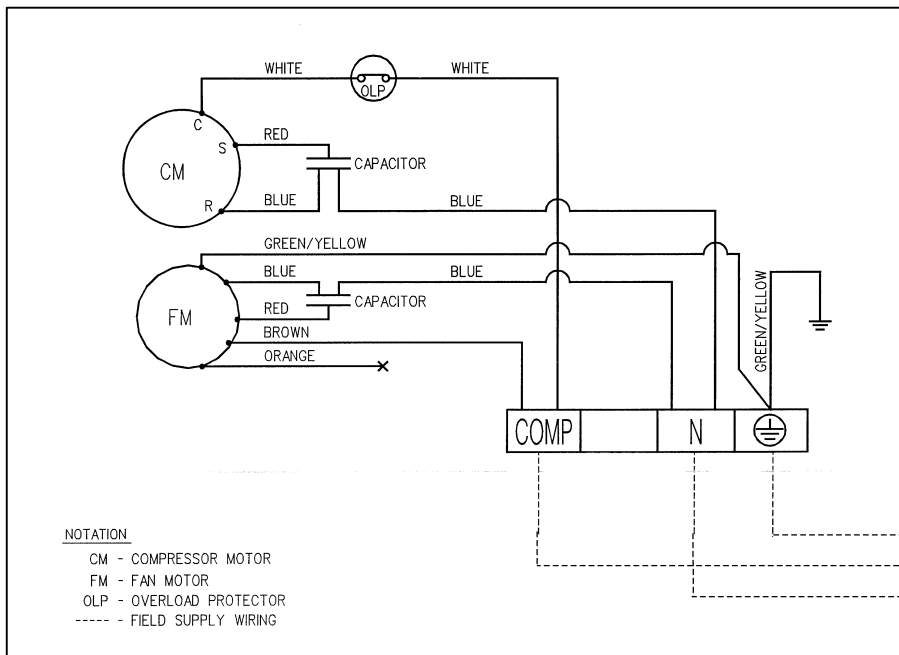 WHITE
WHITE
OLP
C
S
RED
CM
CAPACITOR
R
BLUE
BLUE
GREEN/YELLOW
BLUE
BLUE
CAPACITOR
RED
FM
BROWN
ORANGE
GREEN/YELLOW
COMP
N
NOTATION
CM - COMPRESSOR MOTOR
FM - FAN MOTOR
OLP - OVERLOAD PROTECTOR
----- - FIELD SUPPLY WIRING